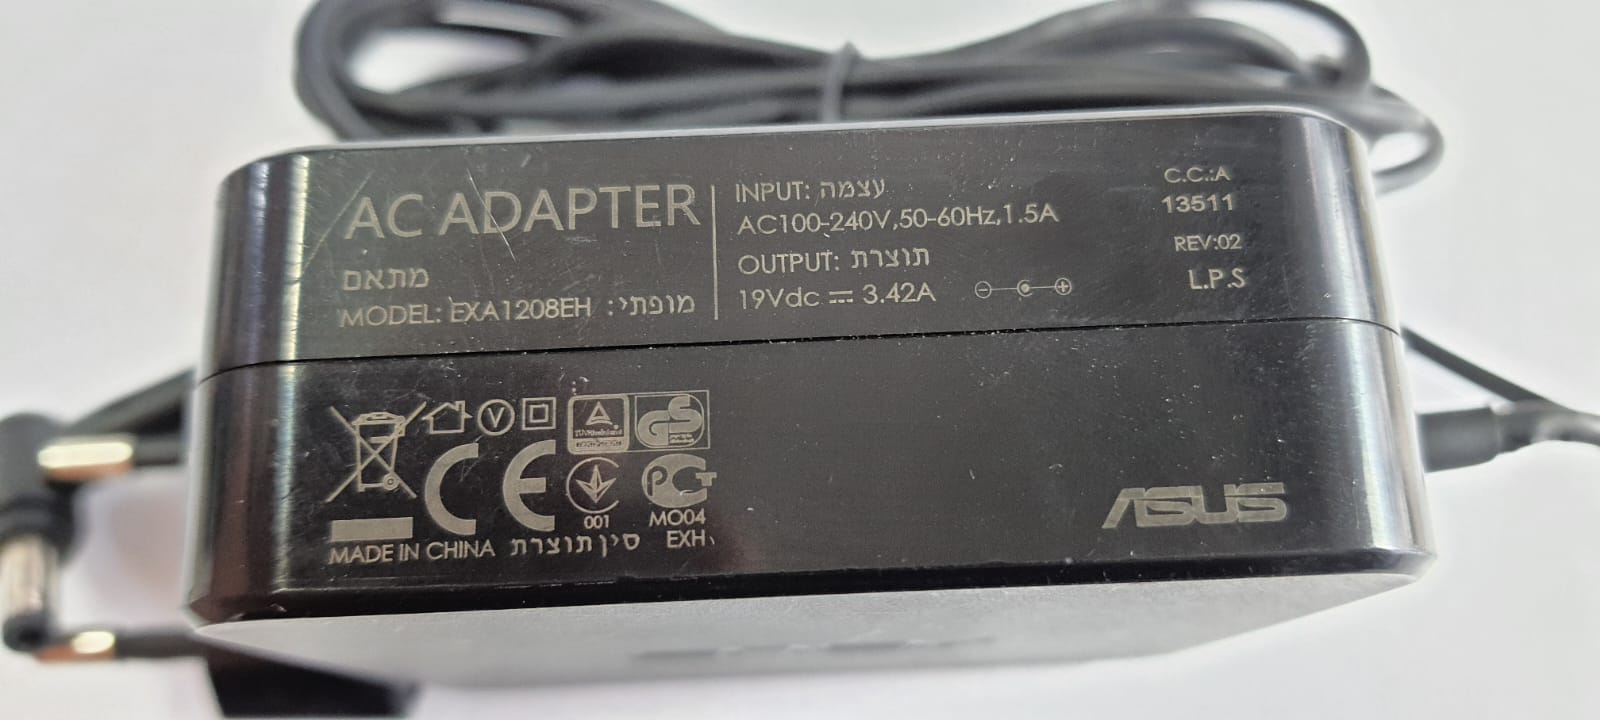 AC ADAPTER
מתאם
MODEL: EXA1208EH מופתי:
INPUT: עצמה
AC100-240V,50-60Hz,1.5A
OUTPUT: תוצרת
19Vdc 3.42A
C.C.:A
13511
REV:02
L.P.S
V
GS
CE
001
MO04
EXH
MADE IN CHINA סין תוצרת
ASUS